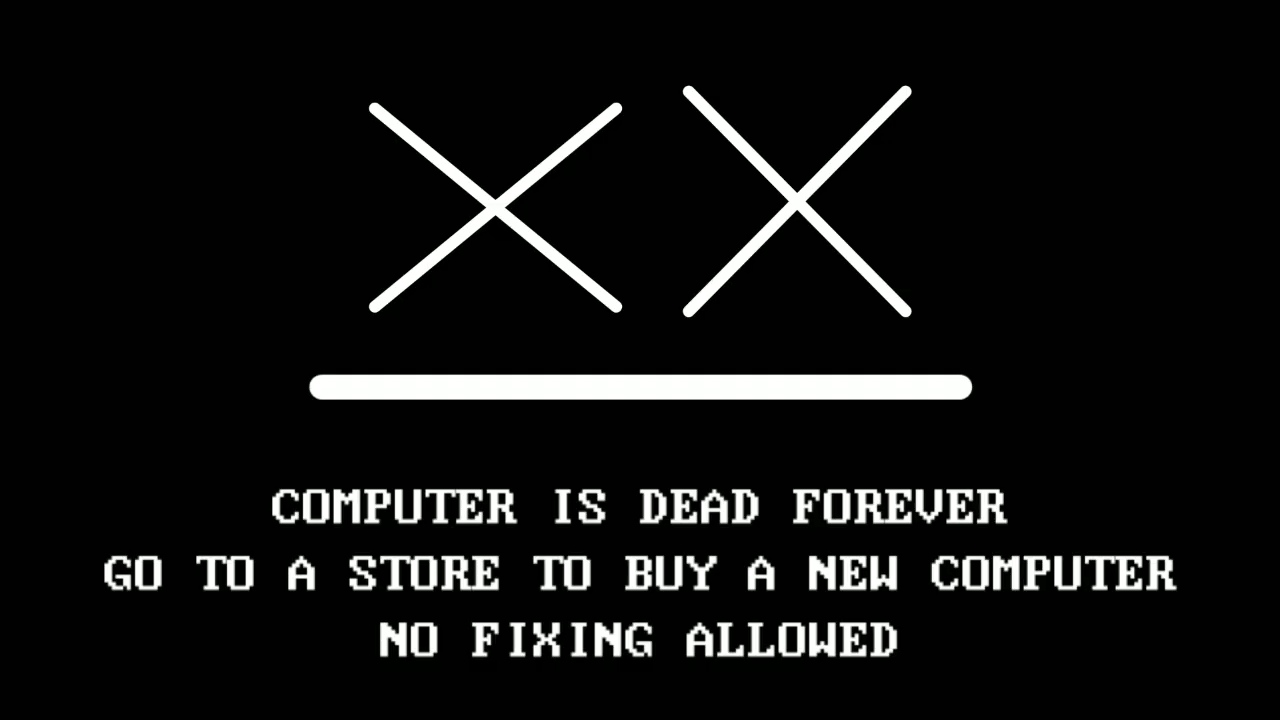 COMPUTER IS DEAD FOREVER
GO TO A STORE TO BUY A NEW COMPUTER
NO FIXING ALLOWED